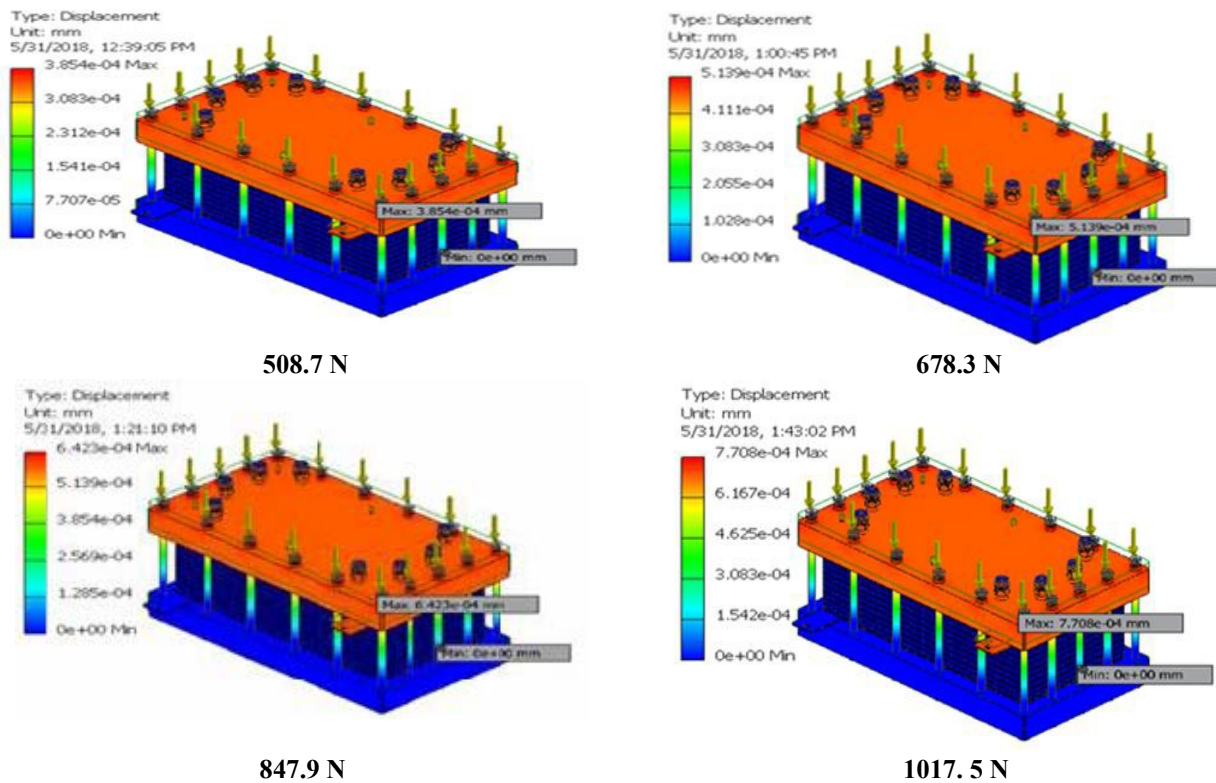 Type: Displacement
Unit: mm
5/31/2018, 12:39:05 PM
3.854e-04 Max
3.083e-04
2.312e-04
1.541e-04
7.707e-05
0e+00 Min
Max: 3.854e-04 mm
Min: 0e+00 mm
508.7 N
Type: Displacement
Unit: mm
5/31/2018, 1:00:45 PM
5.139e-04 Max
4.111e-04
3.083e-04
2.055e-04
1.028e-04
0e+00 Min
Max: 5.139e-04 mm
Min: 0e+00 mm
678.3 N
Type: Displacement
Unit: mm
5/31/2018, 1:21:10 PM
6.423e-04 Max
5.139e-04
3.854e-04
2.569e-04
1.285e-04
0e+00 Min
Max: 6.423e-04 mm
Min: 0e+00 mm
847.9 N
Type: Displacement
Unit: mm
5/31/2018, 1:43:02 PM
7.708e-04 Max
6.167e-04
4.625e-04
3.083e-04
1.542e-04
0e+00 Min
Max: 7.708e-04 mm
Min: 0e+00 mm
1017. 5 N